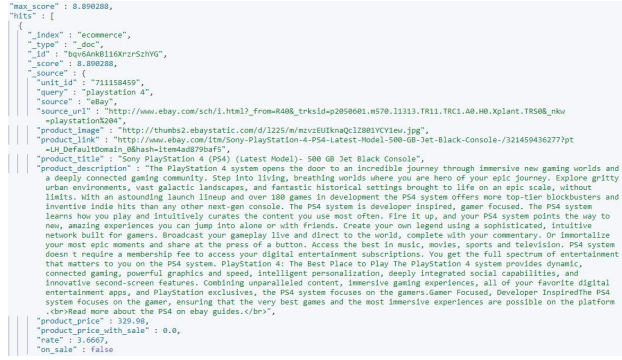 "max_score" : 8.890288,
"hits" : [
{
"_index" : "ecommerce",
"_type" : "_doc",
"_id" : "bqv6AnkBi16XrzrSzhYG",
"_score" : 8.890288,
"_source" : {
"unit_id" : "711158459",
"query" : "playstation 4",
"source" : "eBay",
"source_url" : "http://www.ebay.com/sch/i.html?_from=R40&_trksid=p2050601.m570.l1313.TR11.TRC1.A0.H0.Xplant.TRS0&_nkw
=playstation%204",
"product_image" : "http://thumbs2.ebaystatic.com/d/l225/m/mzvzEUIknaQclZ801YCY1ew.jpg",
"product_link" : "http://www.ebay.com/itm/Sony-PlayStation-4-PS4-Latest-Model-500-GB-Jet-Black-Console-/321459436277?pt
=LH_DefaultDomain_0&hash=item4ad879baf5",
"product_title" : "Sony PlayStation 4 (PS4) (Latest Model)- 500 GB Jet Black Console",
"product_description" : "The PlayStation 4 system opens the door to an incredible journey through immersive new gaming worlds and
a deeply connected gaming community. Step into living, breathing worlds where you are hero of your epic journey. Explore gritty
urban environments, vast galactic landscapes, and fantastic historical settings brought to life on an epic scale, without
limits. With an astounding launch lineup and over 180 games in development the PS4 system offers more top-tier blockbusters and
inventive indie hits than any other next-gen console. The PS4 system is developer inspired, gamer focused. The PS4 system
learns how you play and intuitively curates the content you use most often. Fire it up, and your PS4 system points the way to
new, amazing experiences you can jump into alone or with friends. Create your own legend using a sophisticated, intuitive
network built for gamers. Broadcast your gameplay live and direct to the world, complete with your commentary. Or immortalize
your most epic moments and share at the press of a button. Access the best in music, movies, sports and television. PS4 system
doesn t require a membership fee to access your digital entertainment subscriptions. You get the full spectrum of entertainment
that matters to you on the PS4 system. PlayStation 4: The Best Place to Play The PlayStation 4 system provides dynamic,
connected gaming, powerful graphics and speed, intelligent personalization, deeply integrated social capabilities, and
innovative second-screen features. Combining unparalleled content, immersive gaming experiences, all of your favorite digital
entertainment apps, and PlayStation exclusives, the PS4 system focuses on the gamers.Gamer Focused, Developer InspiredThe PS4
system focuses on the gamer, ensuring that the very best games and the most immersive experiences are possible on the platform
.<br>Read more about the PS4 on ebay guides.</br>",
"product_price" : 329.98,
"product_price_with_sale" : 0.0,
"rate" : 3.6667,
"on_sale" : false